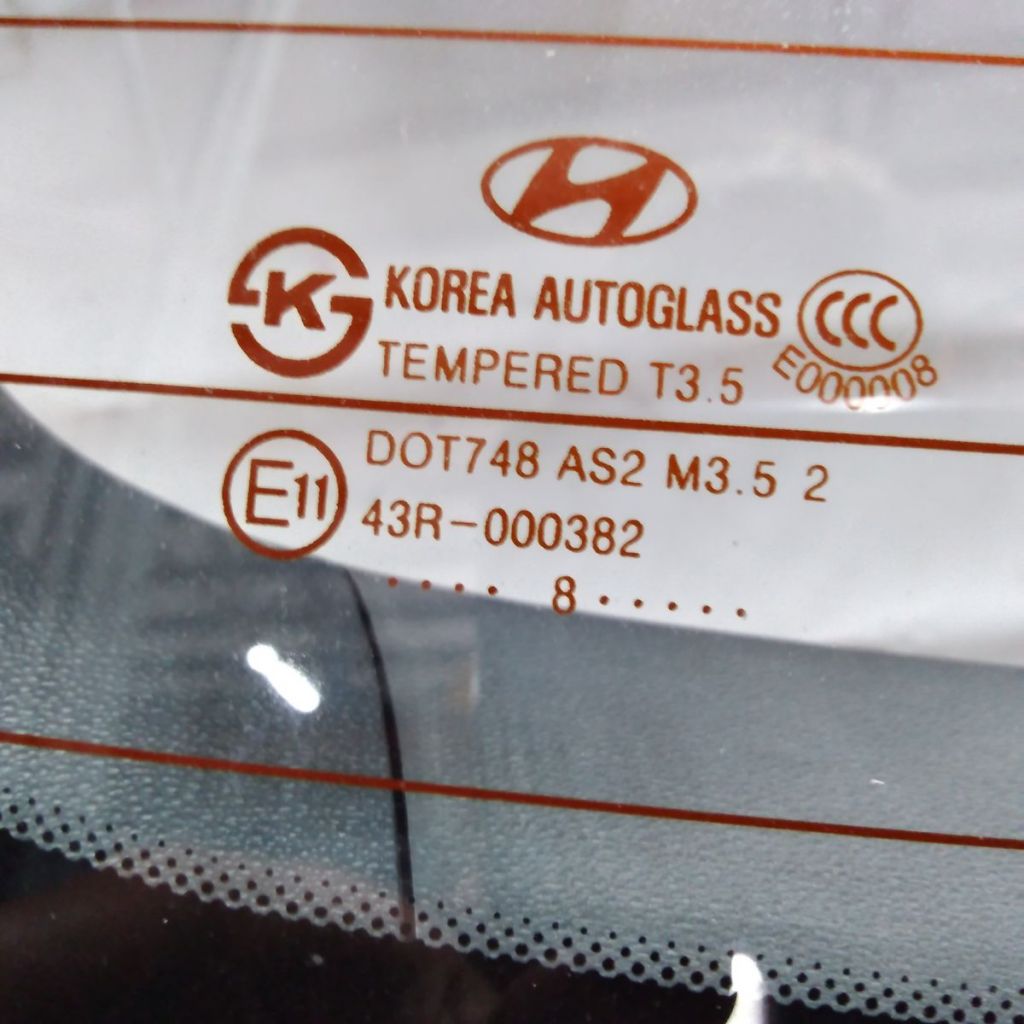 K
KOREA AUTOGLASS
CCC
TEMPERED T3.5
E000008
E11
DOT748 AS2 M3.5 2
43R-000382
.... 8 .....